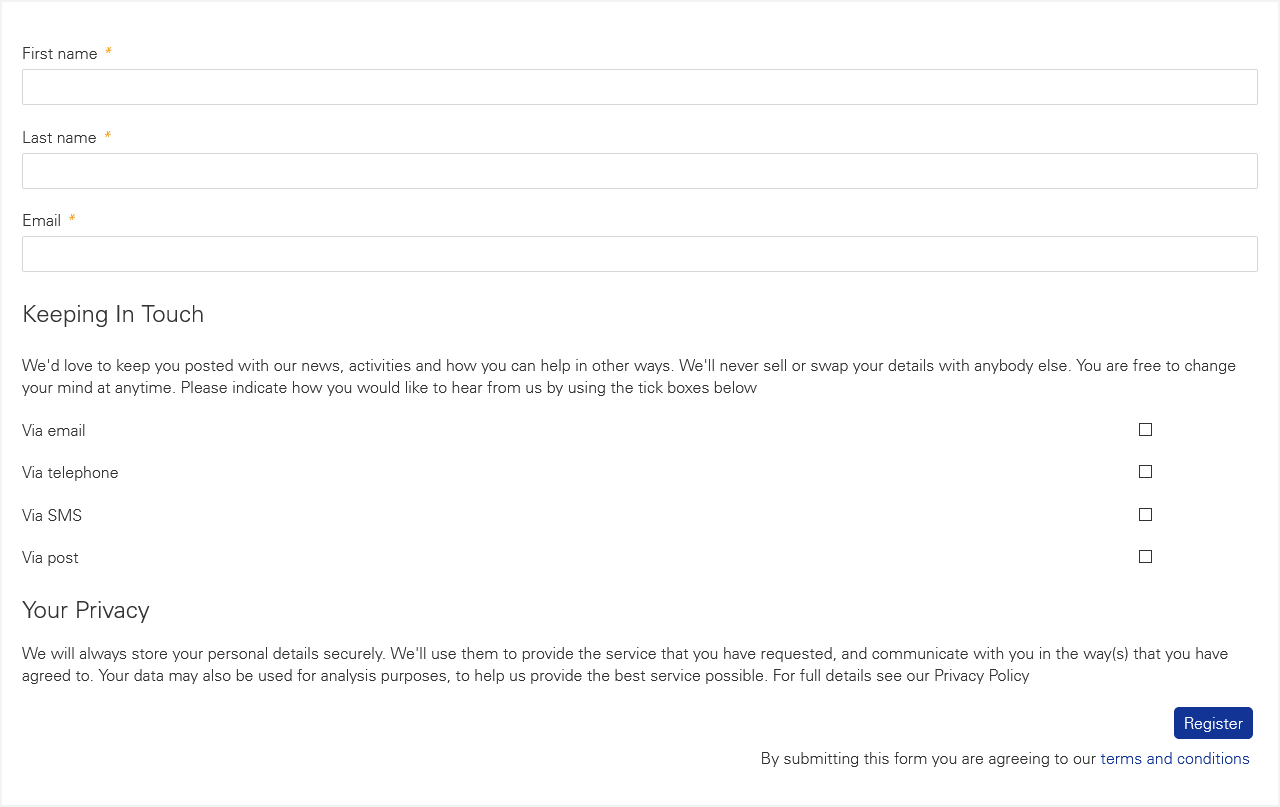 First name *
Last name *
Email *
Keeping In Touch
We'd love to keep you posted with our news, activities and how you can help in other ways. We'll never sell or swap your details with anybody else. You are free to change
your mind at anytime. Please indicate how you would like to hear from us by using the tick boxes below
Via email
Via telephone
Via SMS
Via post
Your Privacy
We will always store your personal details securely. We'll use them to provide the service that you have requested, and communicate with you in the way(s) that you have
agreed to. Your data may also be used for analysis purposes, to help us provide the best service possible. For full details see our Privacy Policy
Register
By submitting this form you are agreeing to our terms and conditions